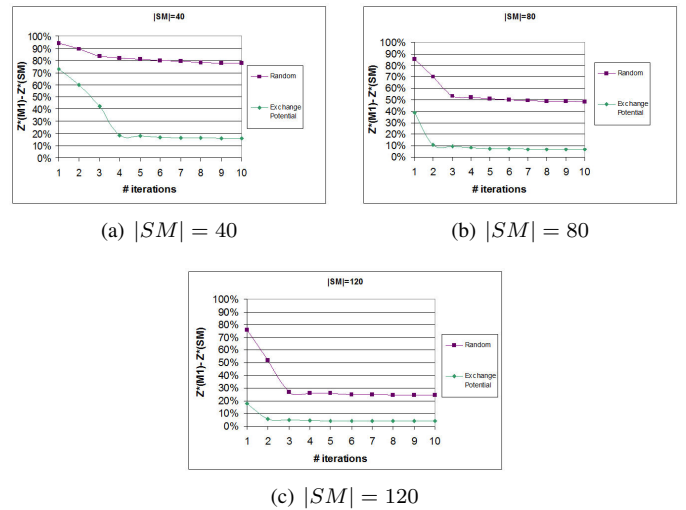 |SM|=40
100%
90%
80%
70%
60%
50%
40%
30%
20%
10%
0%
Z*(M1)- Z*(SM)
1 2 3 4 5 6 7 8 9 10
# iterations
Random
Exchange
Potential
(a) |SM| = 40
|SM|=80
100%
90%
80%
70%
60%
50%
40%
30%
20%
10%
0%
Z*(M1)- Z*(SM)
1 2 3 4 5 6 7 8 9 10
# iterations
Random
Exchange
Potential
(b) |SM| = 80
|SM|=120
100%
90%
80%
70%
60%
50%
40%
30%
20%
10%
0%
Z*(M1)- Z*(SM)
1 2 3 4 5 6 7 8 9 10
# iterations
Random
Exchange
Potential
(c) |SM| = 120